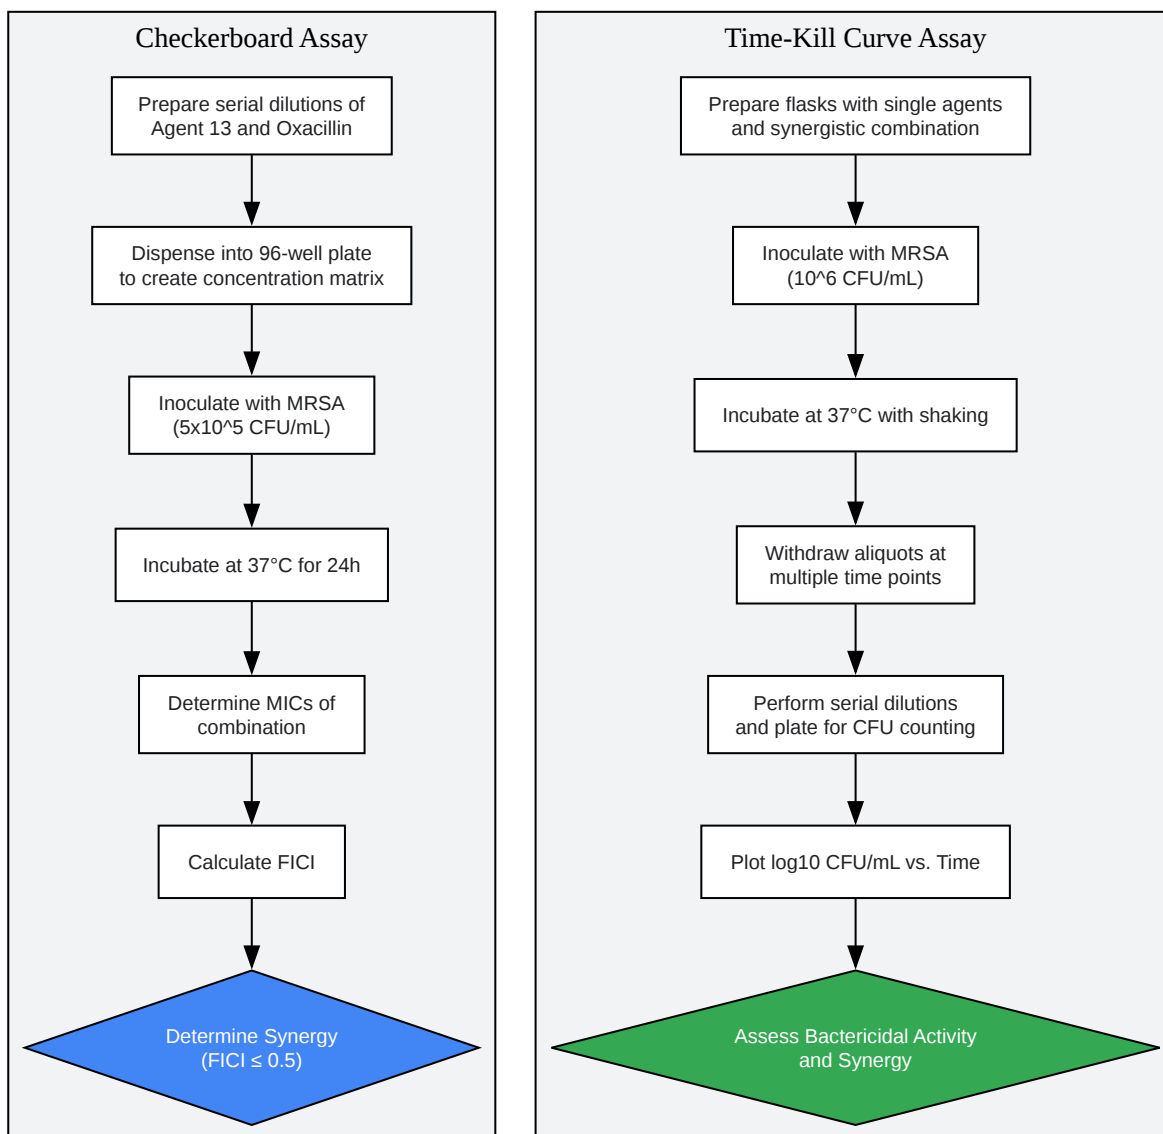 Checkerboard Assay
Prepare serial dilutions of
Agent 13 and Oxacillin
Dispense into 96-well plate
to create concentration matrix
Inoculate with MRSA
(5x10^5 CFU/mL)
Incubate at 37°C for 24h
Determine MICs of
combination
Calculate FICI
Determine Synergy
(FICI ≤ 0.5)
Time-Kill Curve Assay
Prepare flasks with single agents
and synergistic combination
Inoculate with MRSA
(10^6 CFU/mL)
Incubate at 37°C with shaking
Withdraw aliquots at
multiple time points
Perform serial dilutions
and plate for CFU counting
Plot log10 CFU/mL vs. Time
Assess Bactericidal Activity
and Synergy